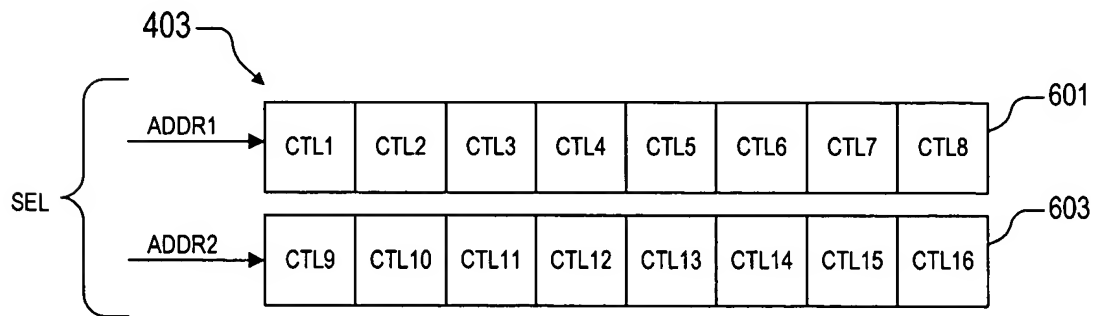 403
601
ADDR1
CTL1 CTL2 CTL3 CTL4 CTL5 CTL6 CTL7 CTL8
SEL
603
ADDR2
CTL9 CTL10 CTL11 CTL12 CTL13 CTL14 CTL15 CTL16